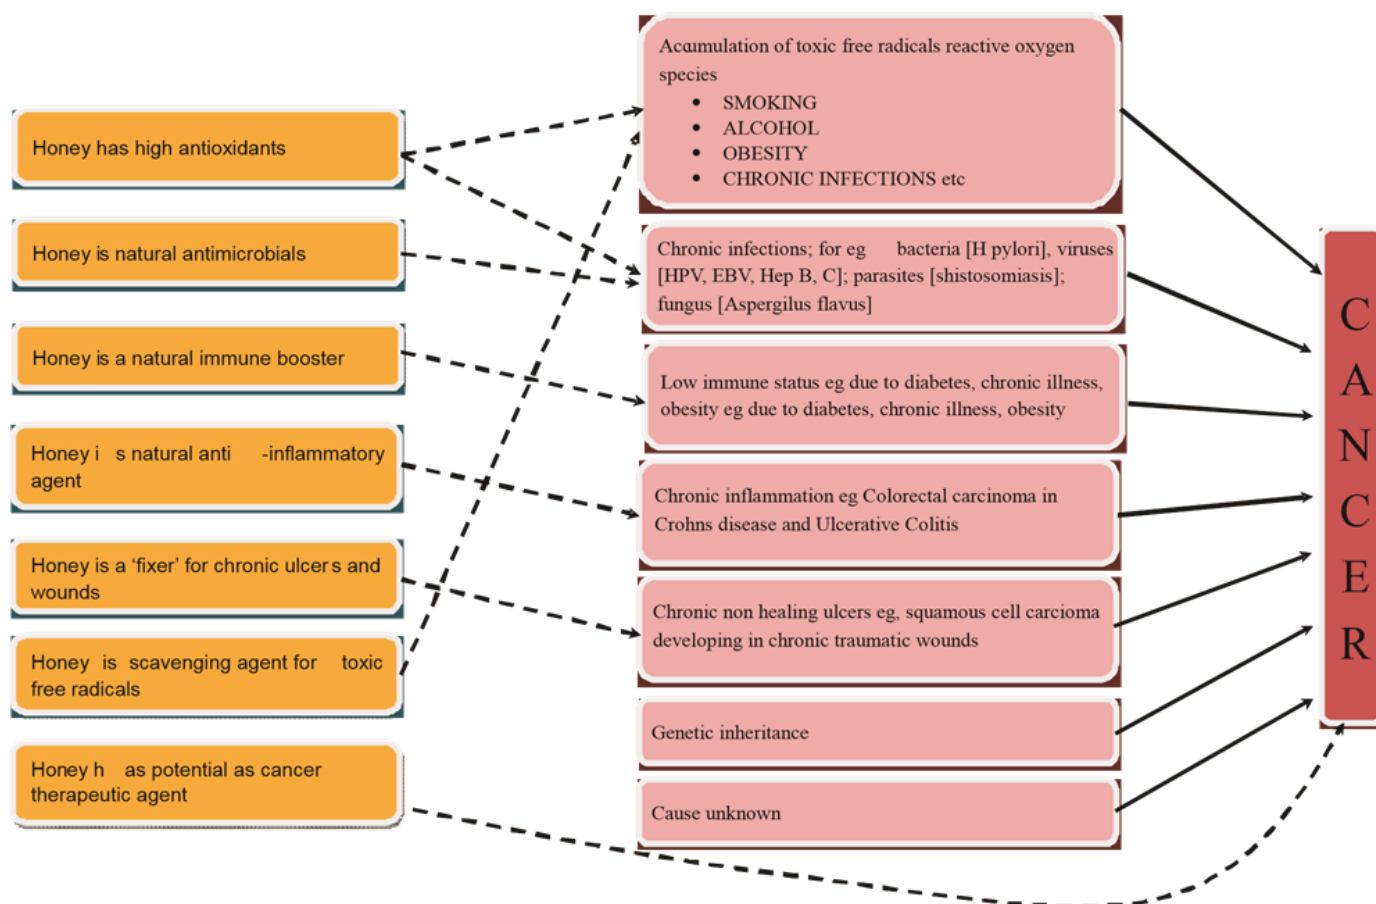 Honey has high antioxidants
Honey is natural antimicrobials
Honey is a natural immune booster
Honey i s natural anti -inflammatory
agent
Honey is a ‘fixer’ for chronic ulcers and
wounds
Honey is scavenging agent for toxic
free radicals
Honey h as potential as cancer
therapeutic agent
Accumulation of toxic free radicals reactive oxygen
species
• SMOKING
• ALCOHOL
• OBESITY
• CHRONIC INFECTIONS etc
Chronic infections; for eg bacteria [H pylori], viruses
[HPV, EBV, Hep B, C]; parasites [shistosomiasis];
fungus [Aspergilus flavus]
Low immune status eg due to diabetes, chronic illness,
obesity eg due to diabetes, chronic illness, obesity
Chronic inflammation eg Colorectal carcinoma in
Crohns disease and Ulcerative Colitis
Chronic non healing ulcers eg, squamous cell carcioma
developing in chronic traumatic wounds
Genetic inheritance
Cause unknown
C
A
N
C
E
R